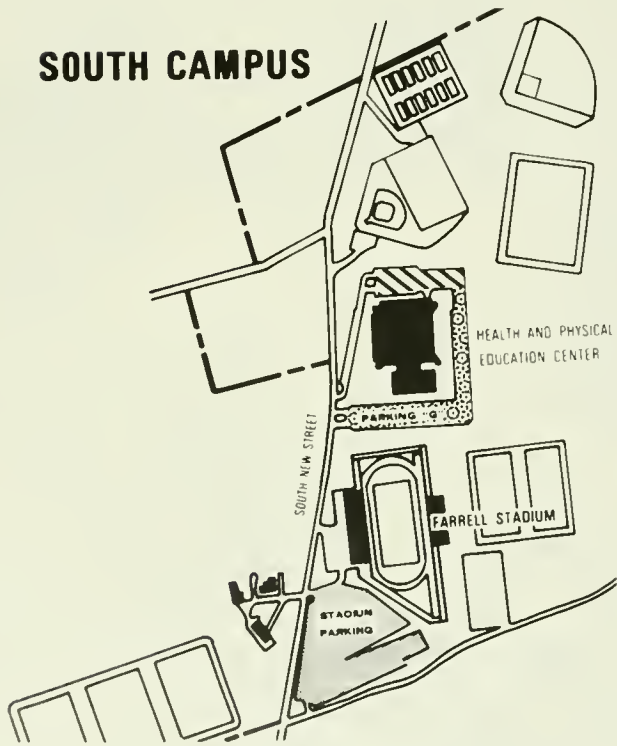 SOUTH CAMPUS
HEALTH AND PHYSICAL
EDUCATION CENTER
PARKING G
SOUTH NEW STREET
FARRELL STADIUM
STADIUM
PARKING